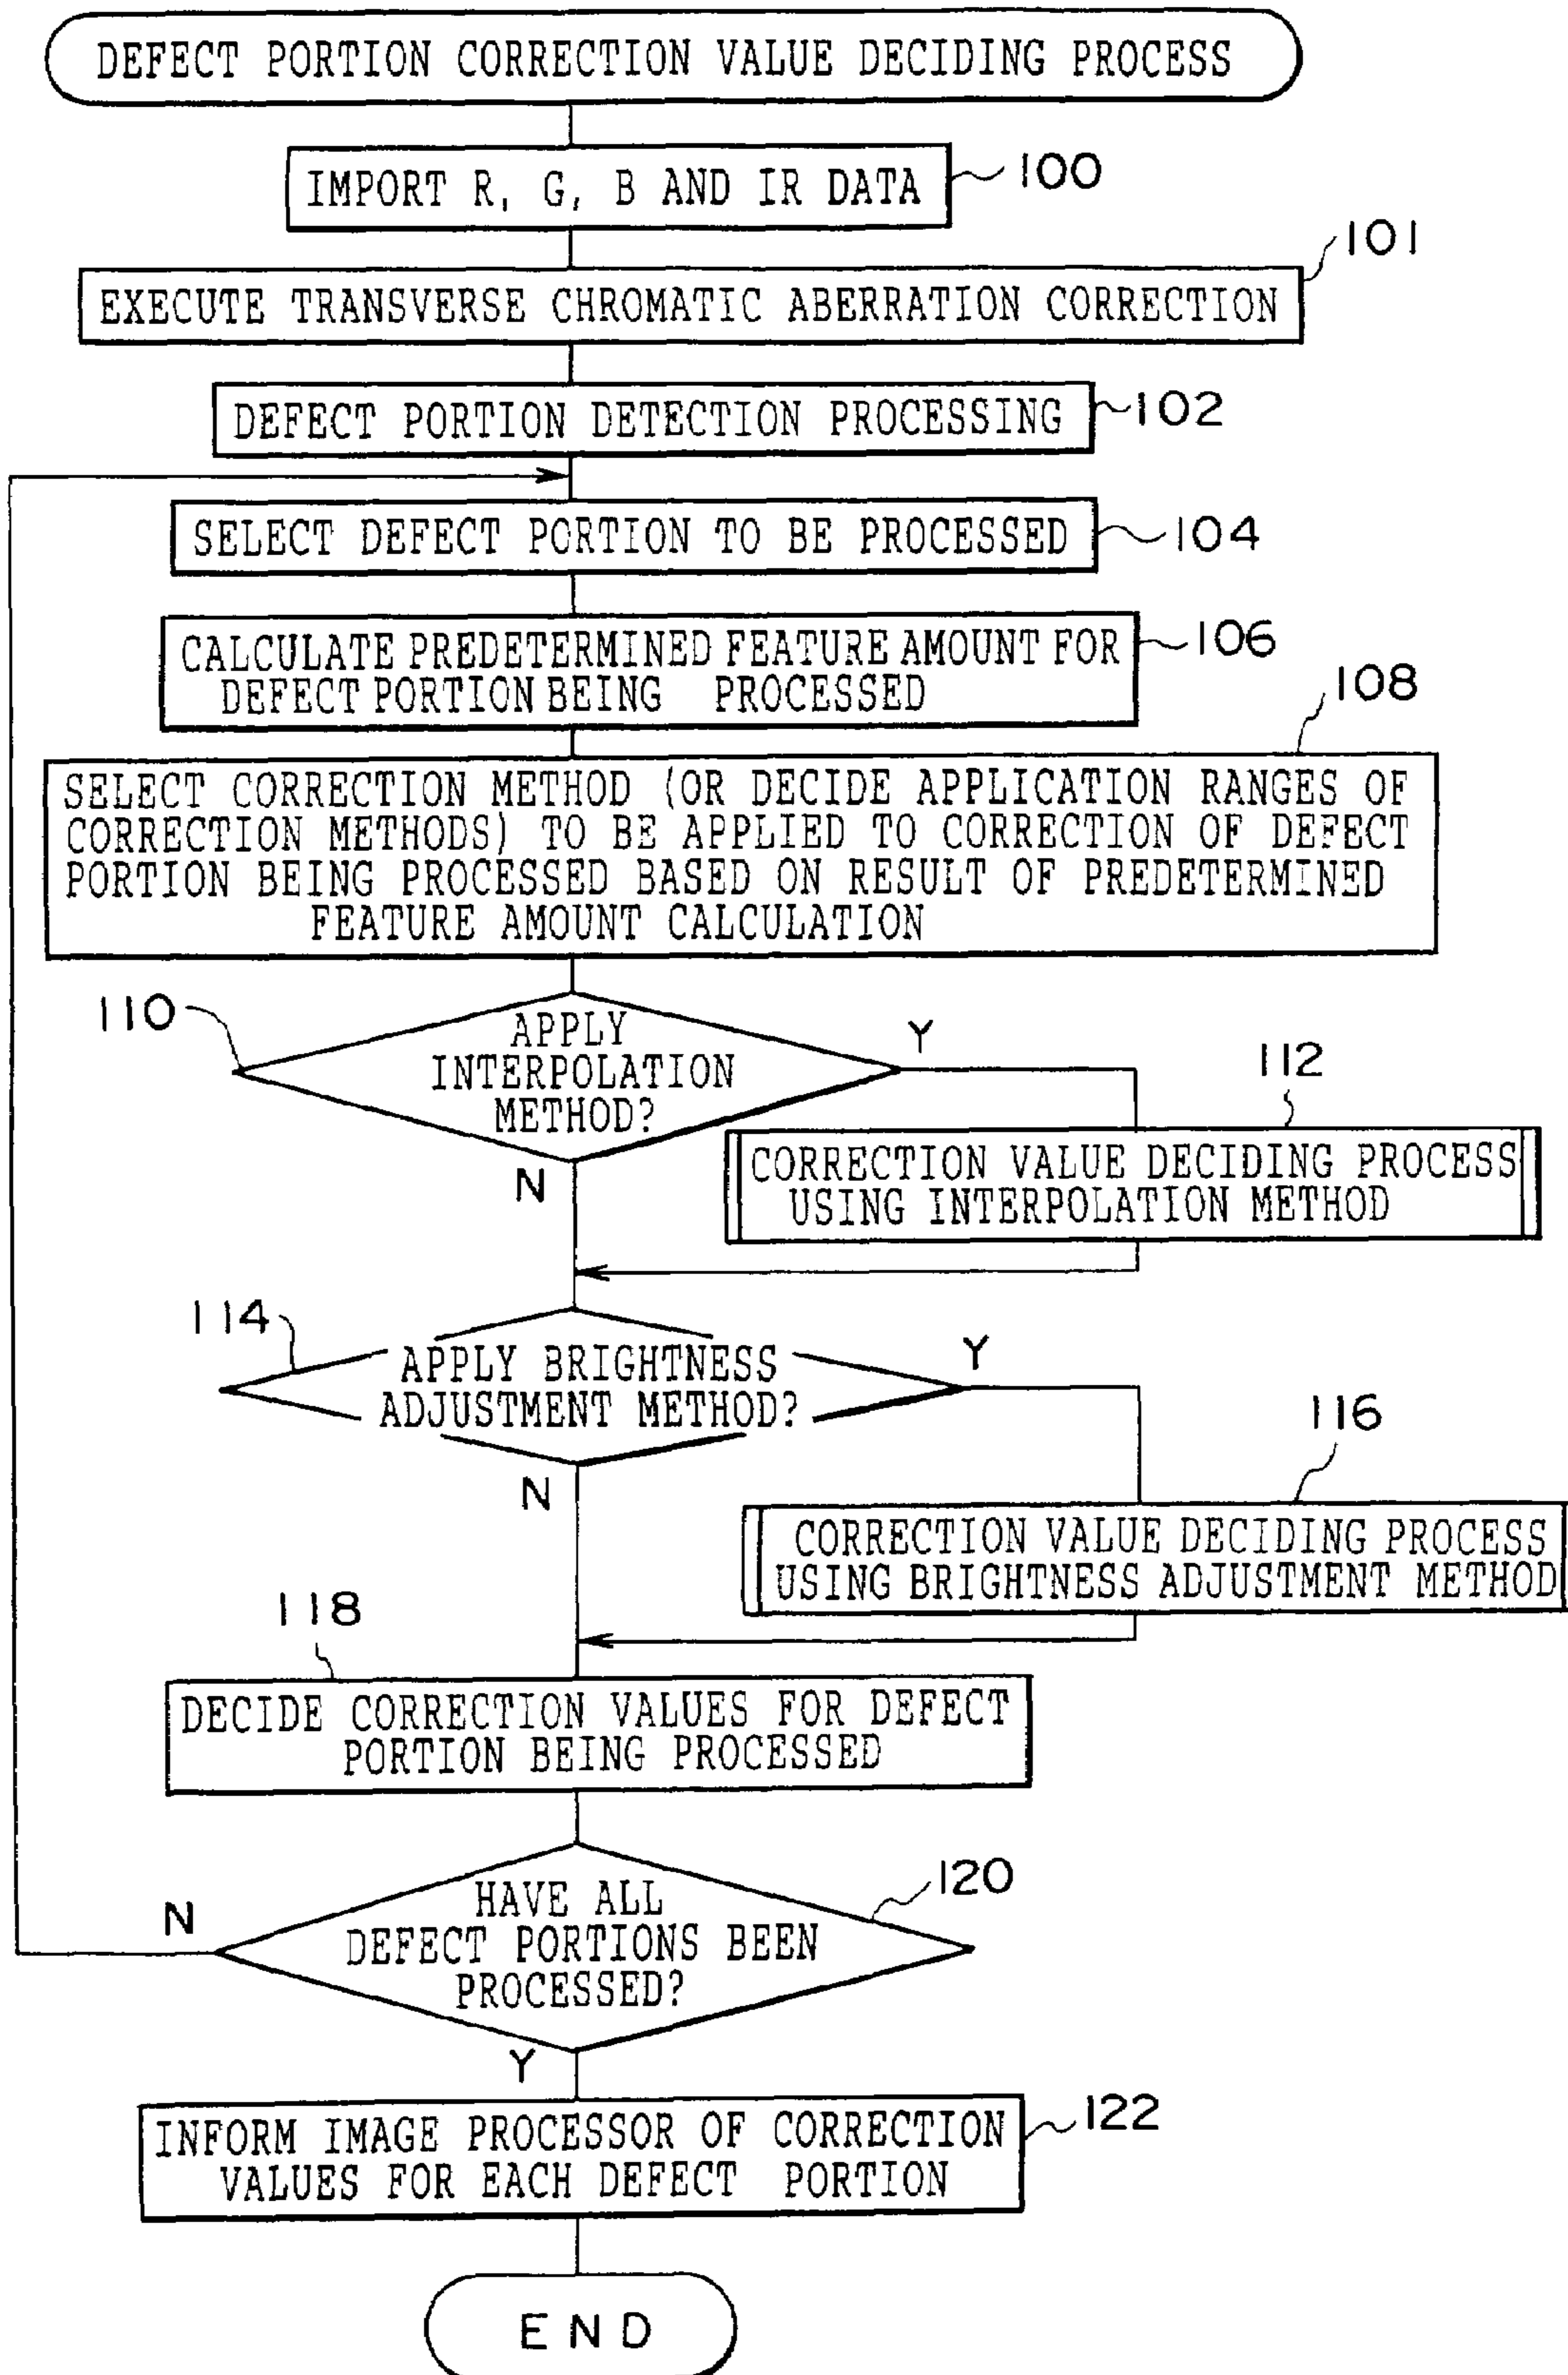 DEFECT PORTION CORRECTION VALUE DECIDING PROCESS
IMPORT R, G, B AND IR DATA
100
101
EXECUTE TRANSVERSE CHROMATIC ABERRATION CORRECTION
DEFECT PORTION DETECTION PROCESSING
102
SELECT DEFECT PORTION TO BE PROCESSED
104
CALCULATE PREDETERMINED FEATURE AMOUNT FOR
DEFECT PORTION BEING PROCESSED
106
108
SELECT CORRECTION METHOD (OR DECIDE APPLICATION RANGES OF
CORRECTION METHODS) TO BE APPLIED TO CORRECTION OF DEFECT
PORTION BEING PROCESSED BASED ON RESULT OF PREDETERMINED
FEATURE AMOUNT CALCULATION
110
APPLY
INTERPOLATION
METHOD?
Y
N
112
CORRECTION VALUE DECIDING PROCESS
USING INTERPOLATION METHOD
114
APPLY BRIGHTNESS
ADJUSTMENT METHOD?
Y
N
116
CORRECTION VALUE DECIDING PROCESS
USING BRIGHTNESS ADJUSTMENT METHOD
118
DECIDE CORRECTION VALUES FOR DEFECT
PORTION BEING PROCESSED
120
HAVE ALL
DEFECT PORTIONS BEEN
PROCESSED?
N
Y
INFORM IMAGE PROCESSOR OF CORRECTION
VALUES FOR EACH DEFECT PORTION
122
END